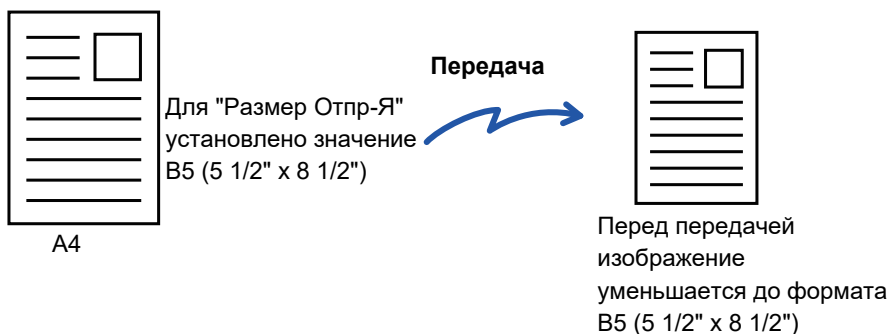 Передача
Для "Размер Отпр-Я"
установлено значение
B5 (5 1/2" x 8 1/2")
A4
Перед передачей
изображение
уменьшается до формата
B5 (5 1/2" x 8 1/2")